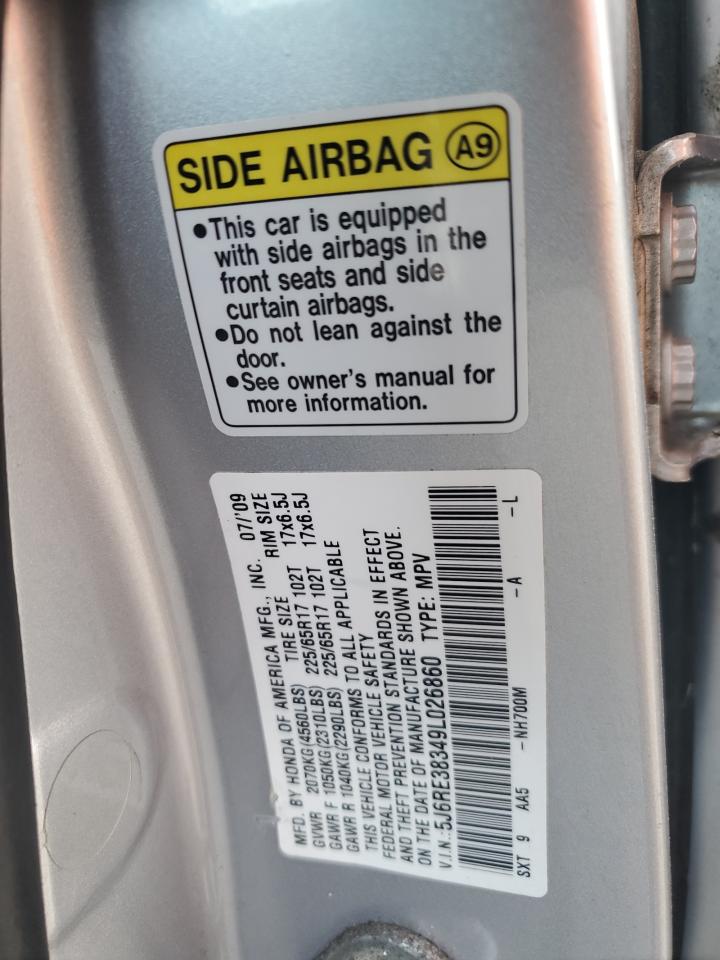 SIDE AIRBAG A9
●This car is equipped
with side airbags in the
front seats and side
curtain airbags.
●Do not lean against the
door.
●See owner's manual for
more information.
MFD. BY HONDA OF AMERICA MFG., INC. 07/'09
GVWR 2070KG(4560LBS) TIRE SIZE RIM SIZE
GAWR F 1050KG(2310LBS) 225/65R17 102T 17x6.5J
GAWR R 1040KG(2290LBS) 225/65R17 102T 17x6.5J
THIS VEHICLE CONFORMS TO ALL APPLICABLE
FEDERAL MOTOR VEHICLE SAFETY
AND THEFT PREVENTION STANDARDS IN EFFECT
ON THE DATE OF MANUFACTURE SHOWN ABOVE.
V.I.N.:5J6RE38349L026860 TYPE: MPV
SXT 9 AA5 -NH700M -A -L